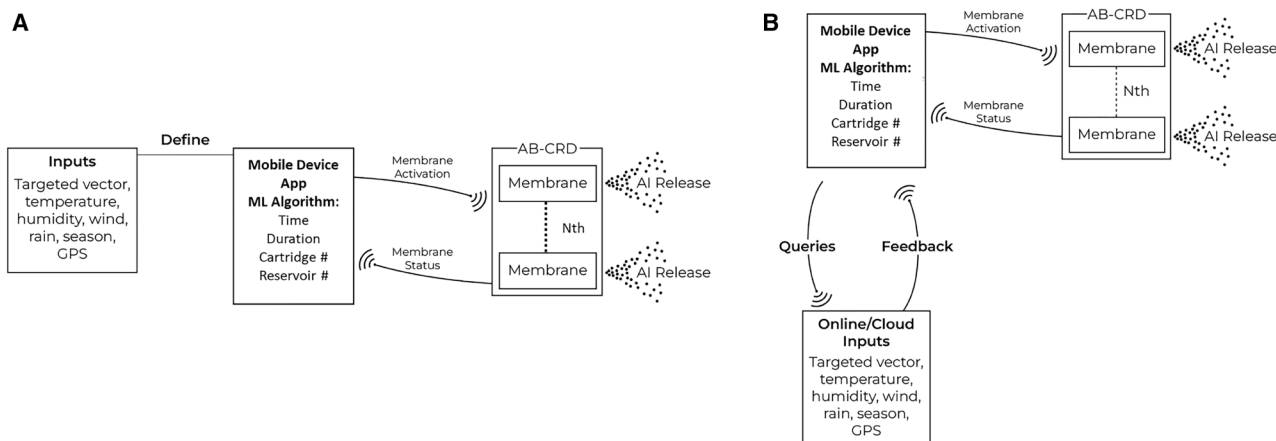 A
Inputs
Targeted vector,
temperature,
humidity, wind,
rain, season,
GPS
Define
Mobile Device
App
ML Algorithm:
Time
Duration
Cartridge #
Reservoir #
Membrane
Activation
Membrane
Status
AB-CRD
Membrane
Nth
Membrane
AI Release
AI Release
B
Mobile Device
App
ML Algorithm:
Time
Duration
Cartridge #
Reservoir #
Membrane
Activation
Membrane
Status
AB-CRD
Membrane
Nth
Membrane
AI Release
AI Release
Queries
Feedback
Online/Cloud
Inputs
Targeted vector,
temperature,
humidity, wind,
rain, season,
GPS